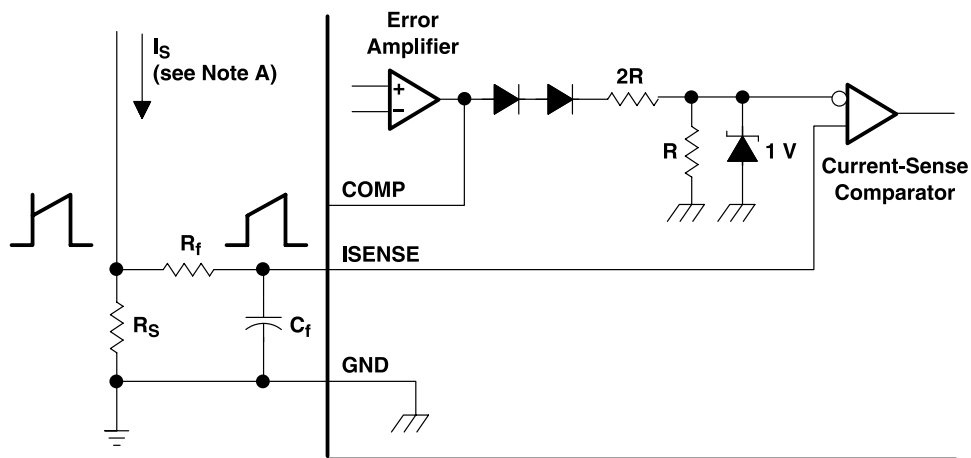 Error
Amplifier
I_S
(see Note A)
+
−
2R
R
1 V
Current-Sense
Comparator
COMP
R_f
ISENSE
R_S
C_f
GND